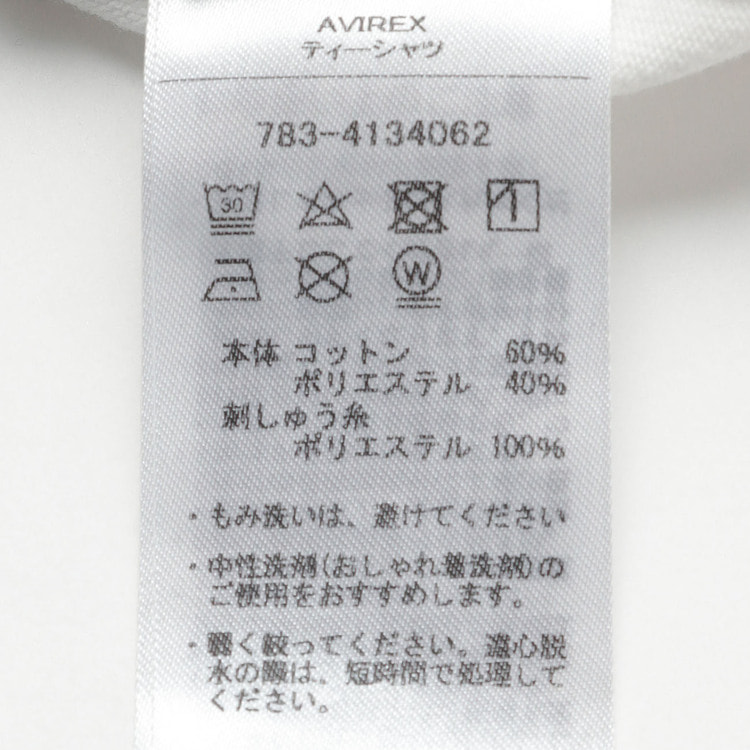 AVIREX
ティーシャツ
783-4134062
30
W
本体 コットン 60%
ポリエステル 40%
刺しゅう糸
ポリエステル 100%
・もみ洗いは、避けてください
・中性洗剤(おしゃれ着洗剤)の
ご使用をおすすめします。
・軽く絞ってください。遠心脱
水の際は、短時間で処理して
ください。